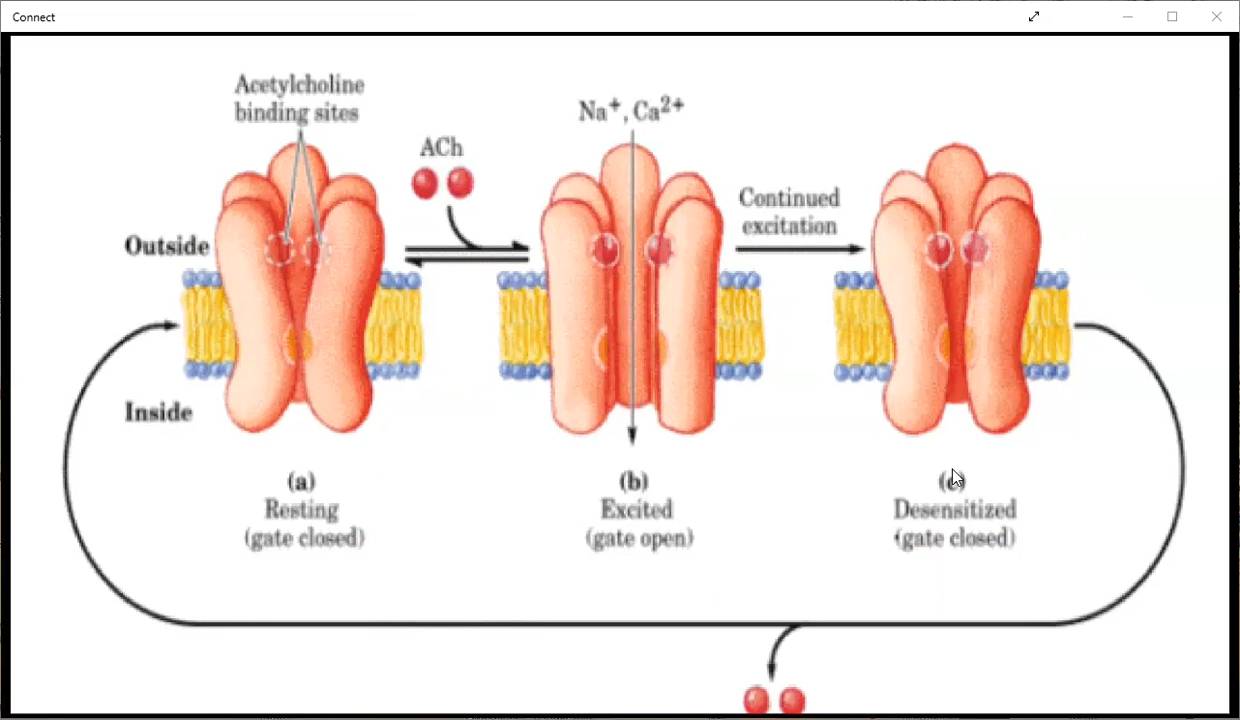 Connect
Acetylcholine
binding sites
ACh
Na⁺, Ca²⁺
Continued
excitation
Outside
Inside
(a)
Resting
(gate closed)
(b)
Excited
(gate open)
(c)
Desensitized
(gate closed)